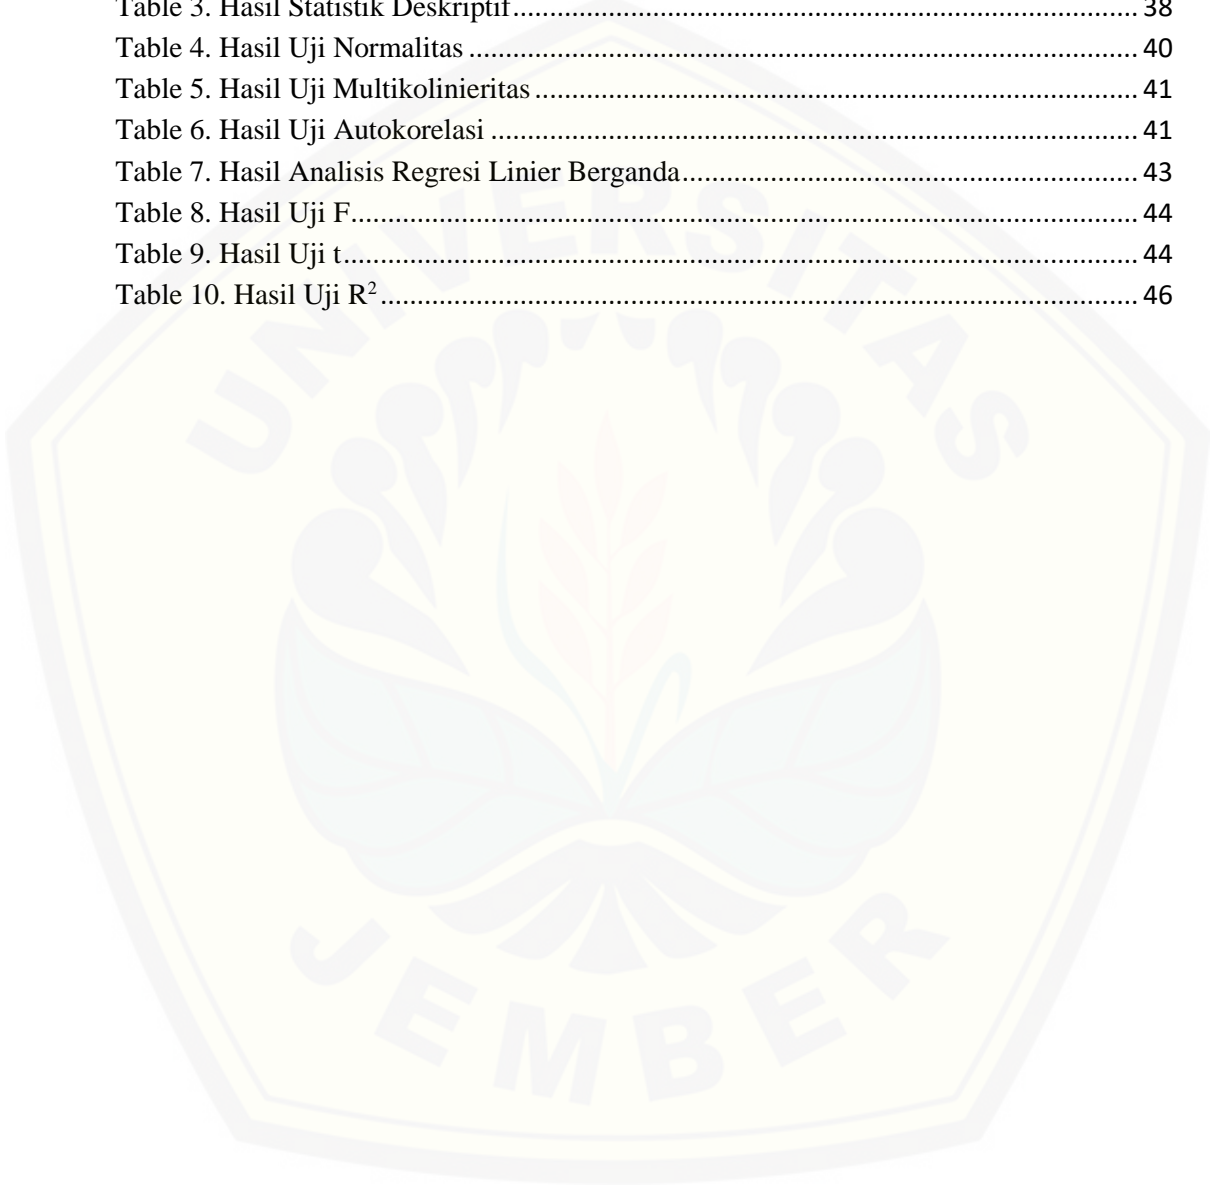 Table 3. Hasil Statistik Deskriptif........................................................................................ 38
Table 4. Hasil Uji Normalitas .............................................................................................. 40
Table 5. Hasil Uji Multikolinieritas ..................................................................................... 41
Table 6. Hasil Uji Autokorelasi ........................................................................................... 41
Table 7. Hasil Analisis Regresi Linier Berganda................................................................. 43
Table 8. Hasil Uji F.............................................................................................................. 44
Table 9. Hasil Uji t............................................................................................................... 44
Table 10. Hasil Uji R² .......................................................................................................... 46
UNIVERSITAS
JEMBER